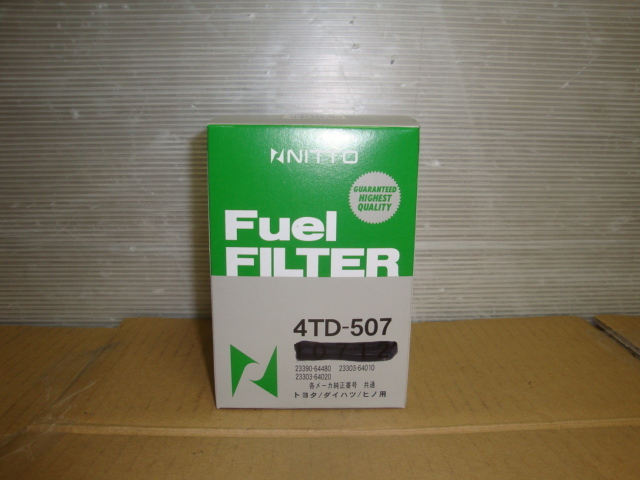 NITTO
GUARANTEED
HIGHEST
QUALITY
Fuel
FILTER
4TD-507
23390-64480 23303-64010
23303-64020
各メーカ純正番号 共通
トヨタ/ダイハツ/ヒノ用